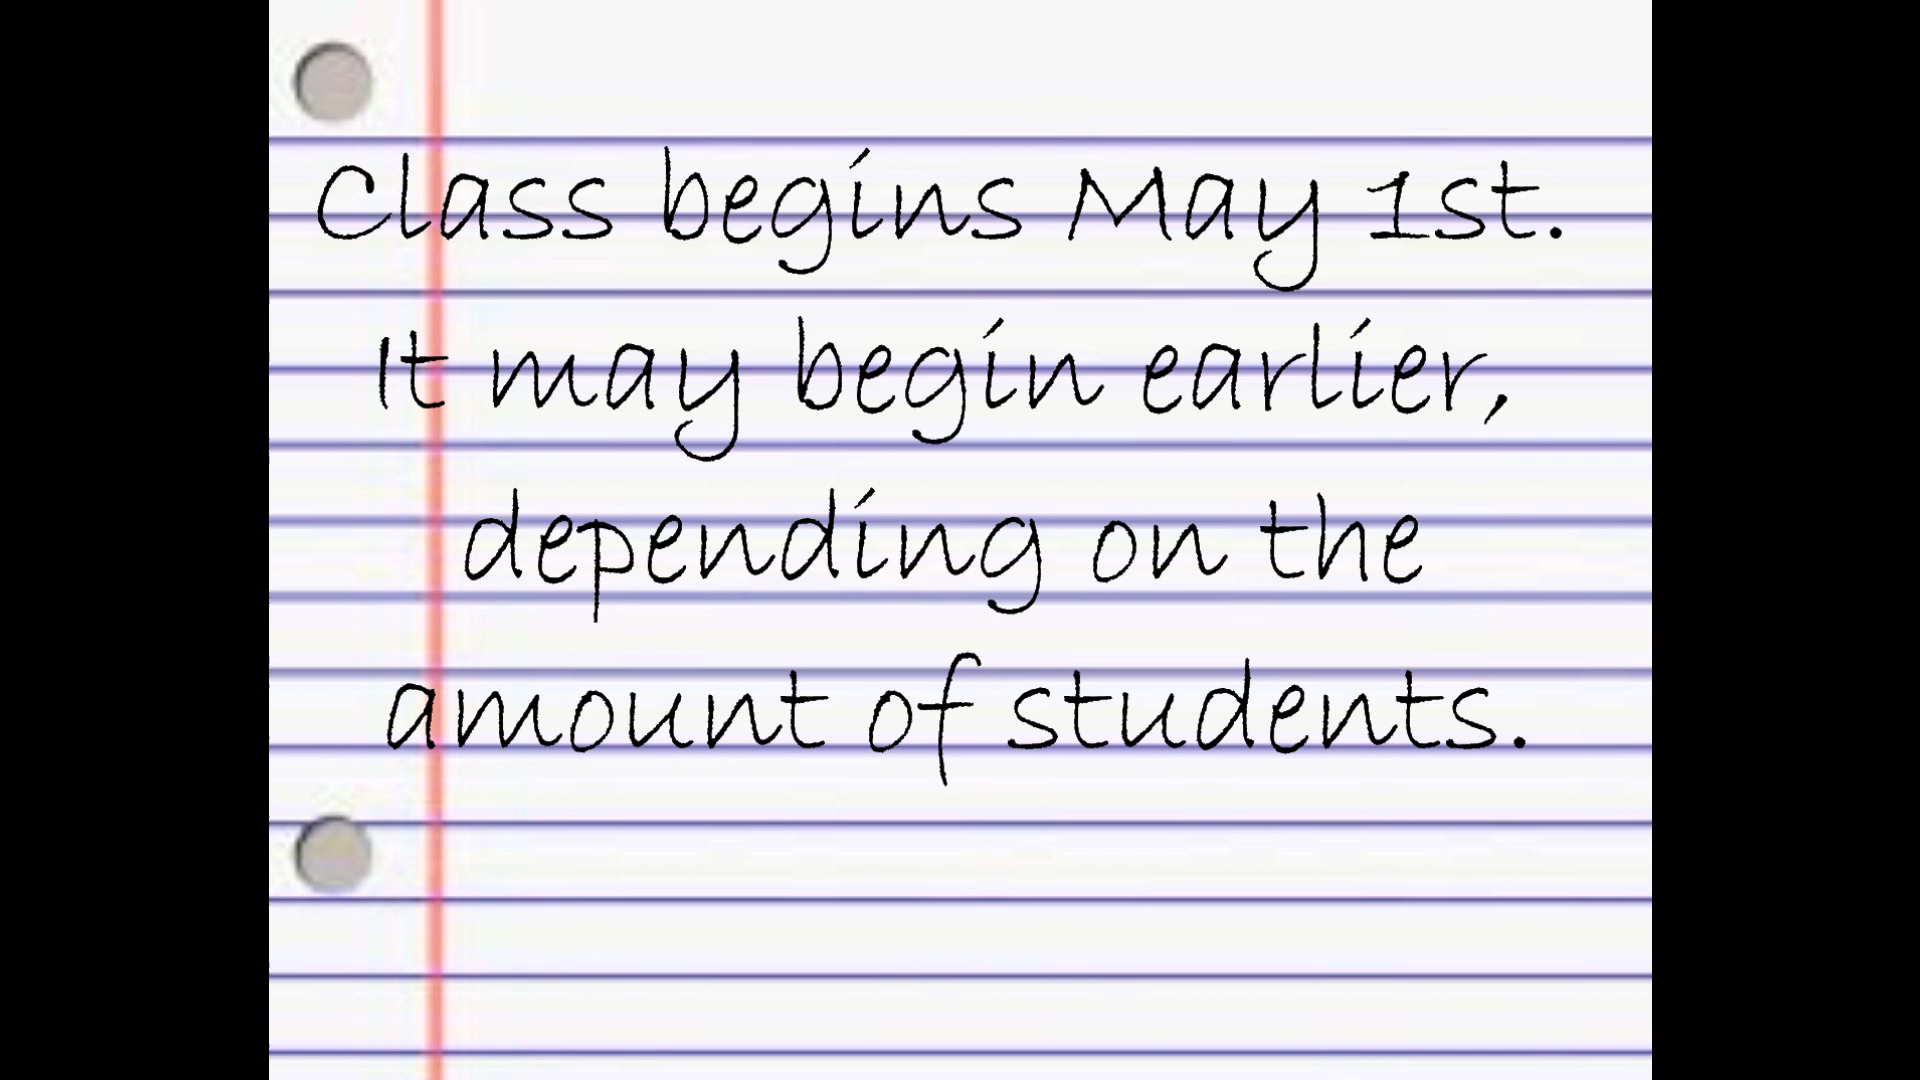 Class begins May 1st.
It may begin earlier,
depending on the
amount of students.